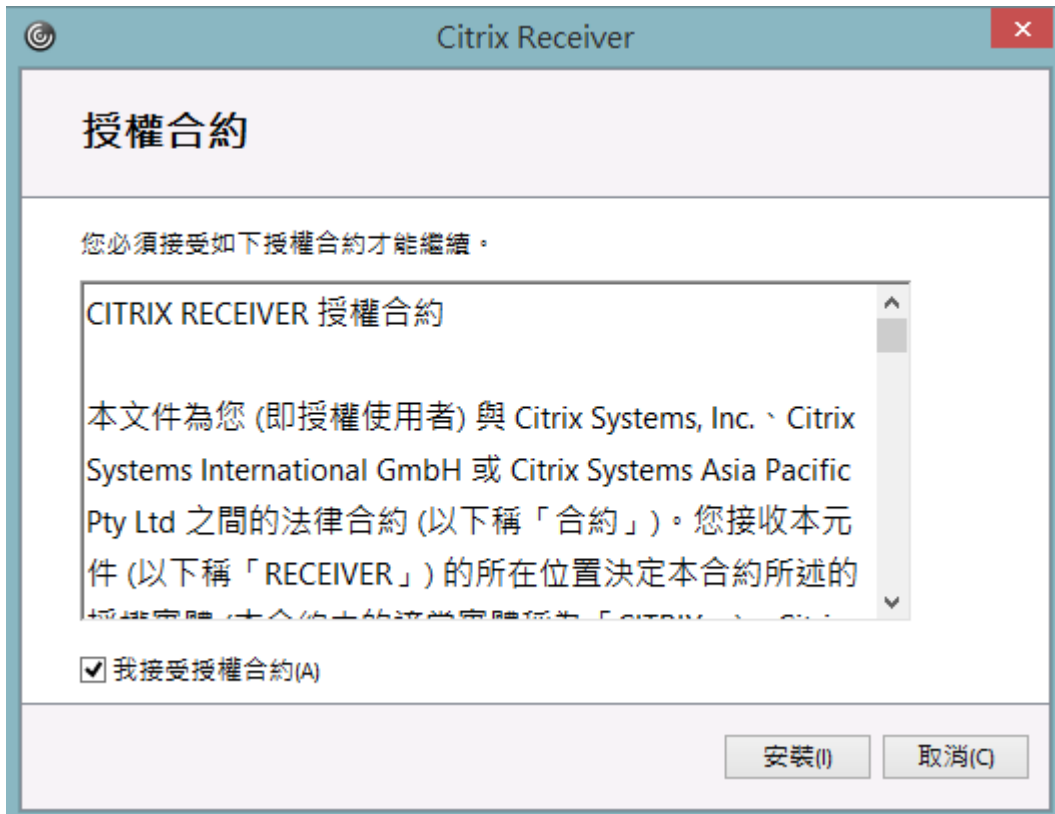 Citrix Receiver
授權合約
您必須接受如下授權合約才能繼續。
CITRIX RECEIVER 授權合約
本文件為您 (即授權使用者) 與 Citrix Systems, Inc.、Citrix
Systems International GmbH 或 Citrix Systems Asia Pacific
Pty Ltd 之間的法律合約 (以下稱「合約」)。您接收本元
件 (以下稱「RECEIVER」) 的所在位置決定本合約所述的
我接受授權合約(A)
安裝(I)
取消(C)